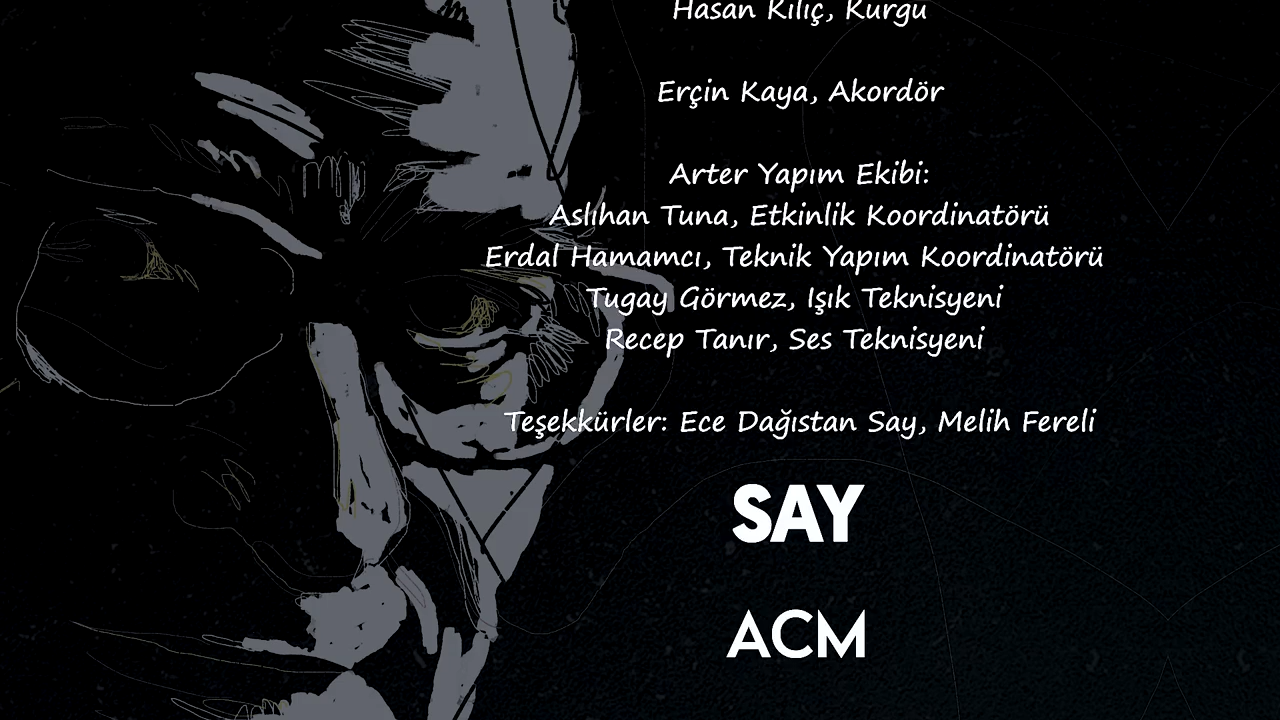 Hasan Kılıç, Kurgu
Erçin Kaya, Akordör
Arter Yapım Ekibi:
Aslıhan Tuna, Etkinlik Koordinatörü
Erdal Hamamcı, Teknik Yapım Koordinatörü
Tugay Görmez, Işık Teknisyeni
Recep Tanır, Ses Teknisyeni
Teşekkürler: Ece Dağıstan Say, Melih Fereli
SAY
ACM